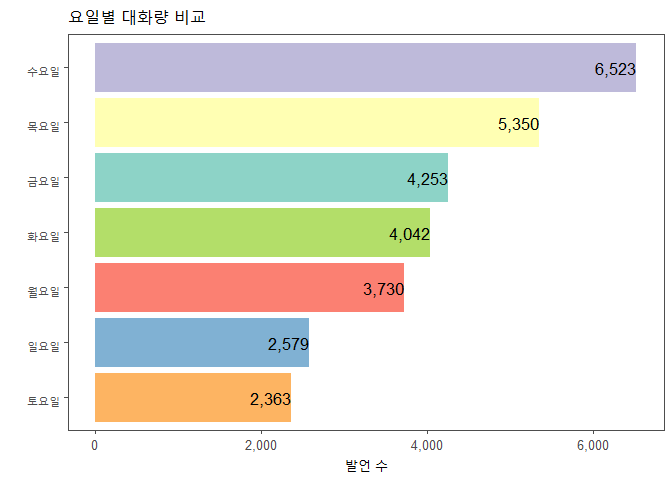 요일별 대화량 비교
수요일 6,523
목요일 5,350
금요일 4,253
화요일 4,042
월요일 3,730
일요일 2,579
토요일 2,363
0 2,000 4,000 6,000
발언 수